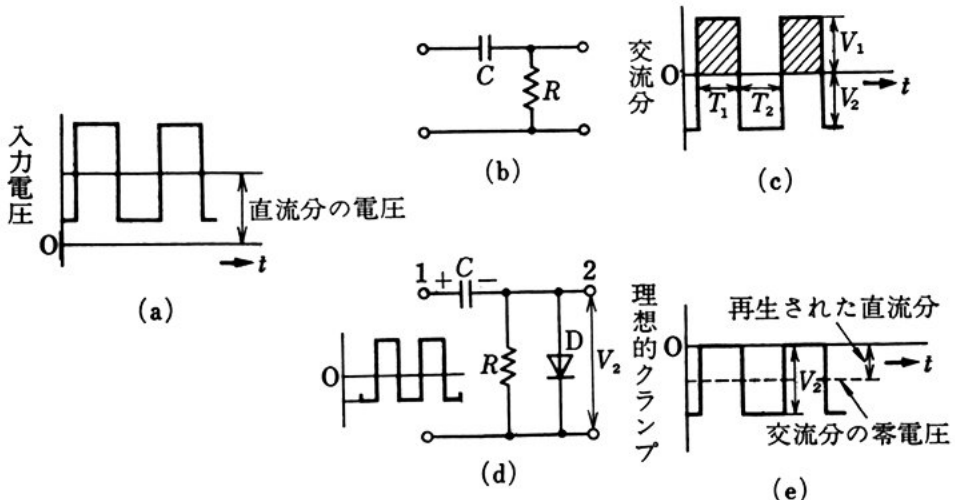 入力電圧
O
直流分の電圧
t
(a)
C
R
(b)
交流分
O
T₁
T₂
V₁
V₂
t
(c)
O
1
+
C
−
2
R
D
V₂
(d)
理想的クランプ
O
再生された直流分
t
V₂
交流分の零電圧
(e)